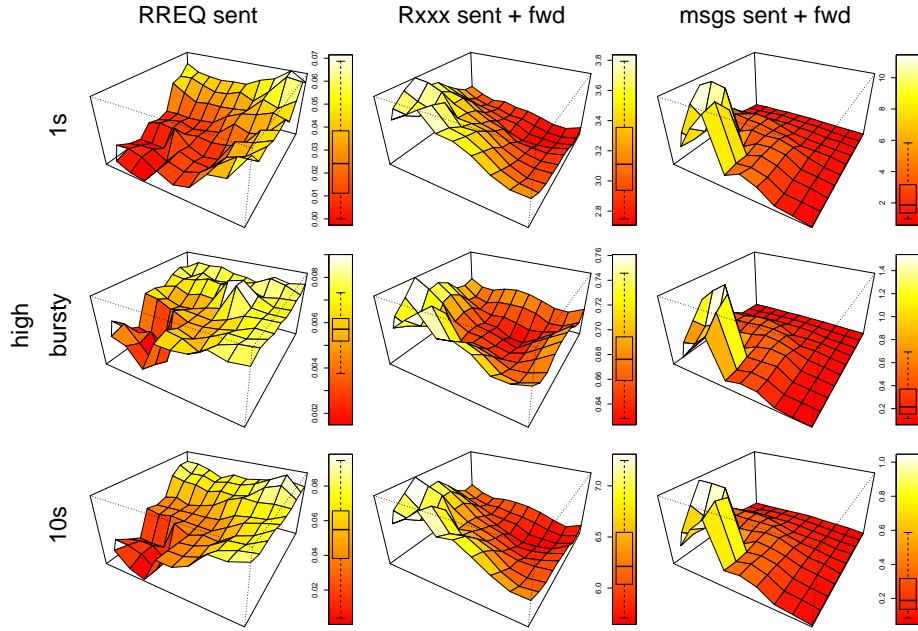 RREQ sent Rxxx sent + fwd msgs sent + fwd
1s
0.00 0.01 0.02 0.03 0.04 0.05 0.06 0.07
2.8 3.0 3.2 3.4 3.6 3.8
2 4 6 8 10
high
bursty
0.002 0.004 0.006 0.008
0.64 0.66 0.68 0.70 0.72 0.74 0.76
0.2 0.4 0.6 0.8 1.0 1.2 1.4
10s
0.02 0.04 0.06 0.08
6.0 6.5 7.0
0.2 0.4 0.6 0.8 1.0